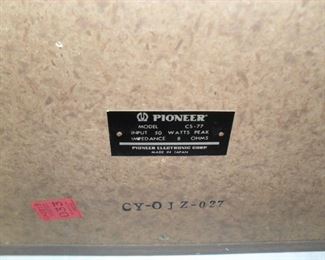 PIONEER
MODEL CS-77
INPUT 50 WATTS PEAK
IMPEDANCE 8 OHMS
PIONEER ELECTRONIC CORP
MADE IN JAPAN
CY-OJZ-027